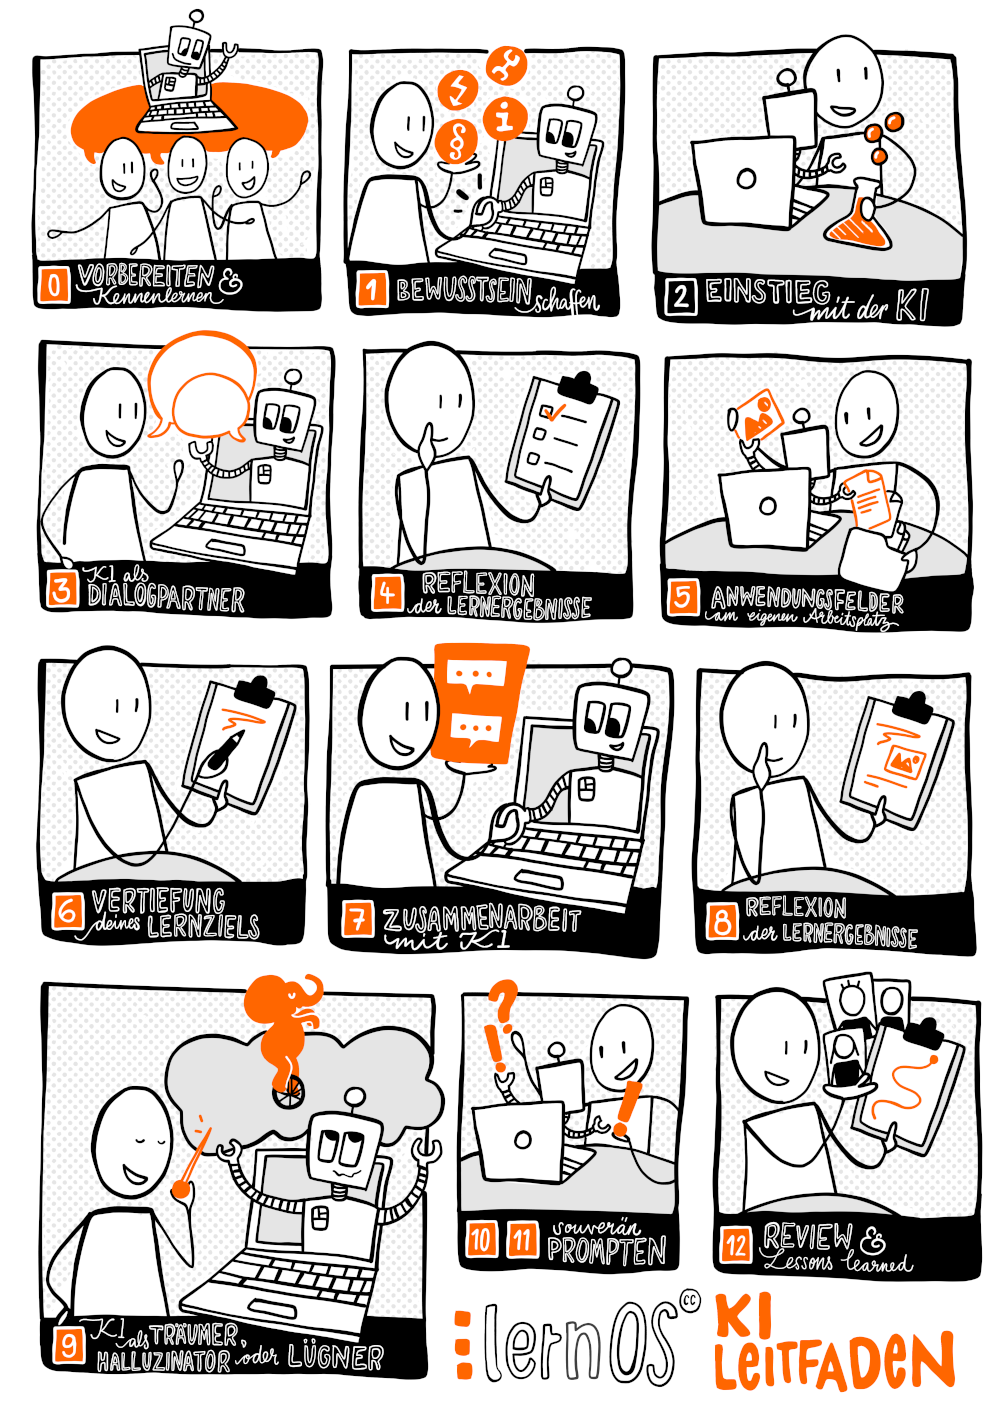 0 VORBEREITEN &
Kennenlernen
§
i
1 BEWUSSTSEIN
schaffen
2 EINSTIEG
mit der KI
3 KI als
DIALOGPARTNER
4 REFLEXION
der LERNERGEBNISSE
5 ANWENDUNGSFELDER
am eigenen Arbeitsplatz
6 VERTIEFUNG
deines LERNZIELS
7 ZUSAMMENARBEIT
mit KI
8 REFLEXION
der LERNERGEBNISSE
9 KI als TRÄUMER,
HALLUZINATOR oder LÜGNER
?
!
!
10 11 souverän
PROMPTEN
12 REVIEW &
Lessons learned
lernOS CC
KI
LEITFADEN